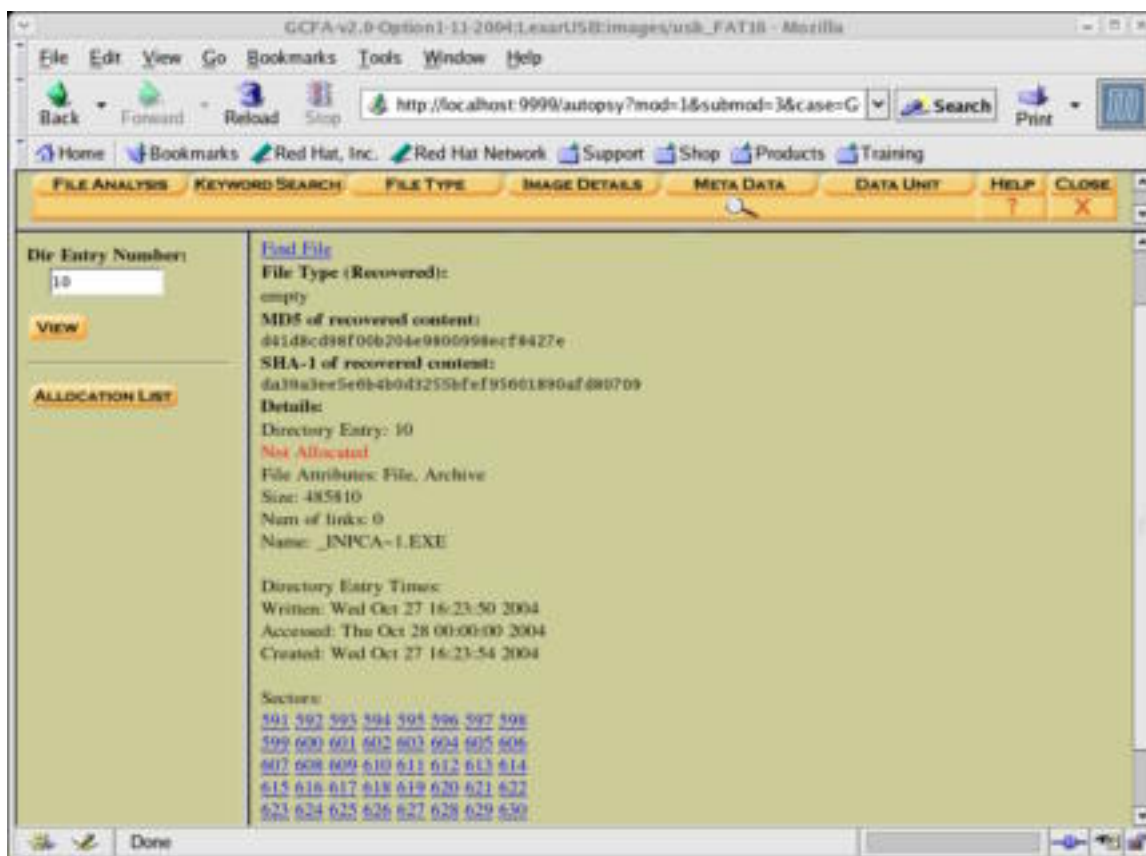 GCFA-v2.0-Option1-11-2004:LexarUSB:images/usb_FAT16 - Mozilla
File Edit View Go Bookmarks Tools Window Help
Back Forward Reload Stop http://localhost:9999/autopsy?mod=1&submod=3&case=G Search Print
Home Bookmarks Red Hat, Inc. Red Hat Network Support Shop Products Training
FILE ANALYSIS KEYWORD SEARCH FILE TYPE IMAGE DETAILS META DATA DATA UNIT HELP CLOSE
? X
Dir Entry Number:
10
VIEW
ALLOCATION LIST
Find File
File Type (Recovered):
empty
MD5 of recovered content:
d41d8cd98f00b204e9800998ecf8427e
SHA-1 of recovered content:
da39a3ee5e6b4b0d3255bfef95601890afd80709
Details:
Directory Entry: 10
Not Allocated
File Attributes: File, Archive
Size: 485810
Num of links: 0
Name: _INPCA~1.EXE
Directory Entry Times:
Written: Wed Oct 27 16:23:50 2004
Accessed: Thu Oct 28 00:00:00 2004
Created: Wed Oct 27 16:23:54 2004
Sectors:
591 592 593 594 595 596 597 598
599 600 601 602 603 604 605 606
607 608 609 610 611 612 613 614
615 616 617 618 619 620 621 622
623 624 625 626 627 628 629 630
Done